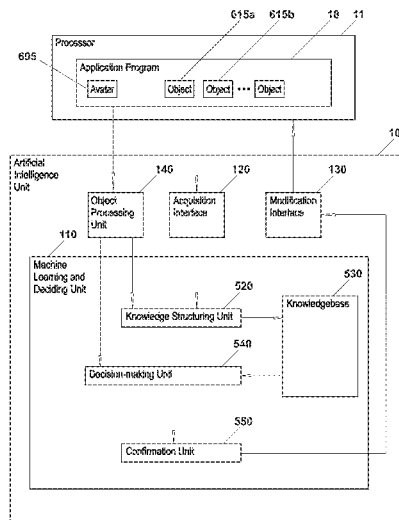 615a 615b 18 11
Processor
695
Application Program
Avatar Object Object ••• Object
Artificial
Intelligence
Unit
140 120 130
Object
Processing
Unit
Acquisition
Interface
Modification
Interface
110
Machine
Learning and
Deciding Unit
520 530
Knowledge Structuring Unit
Knowledgebase
540
Decision-making Unit
550
Confirmation Unit